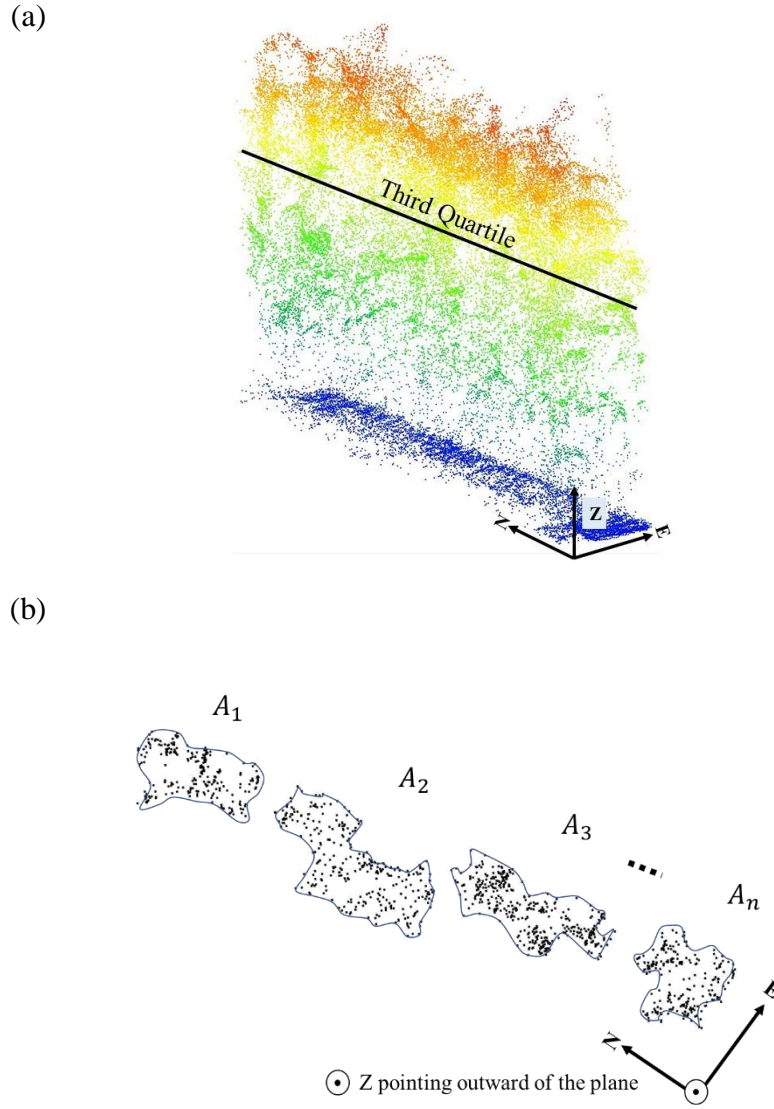 (a)
Third Quartile
N
Z
E
(b)
A₁
A₂
A₃
Aₙ
N
E
Z pointing outward of the plane